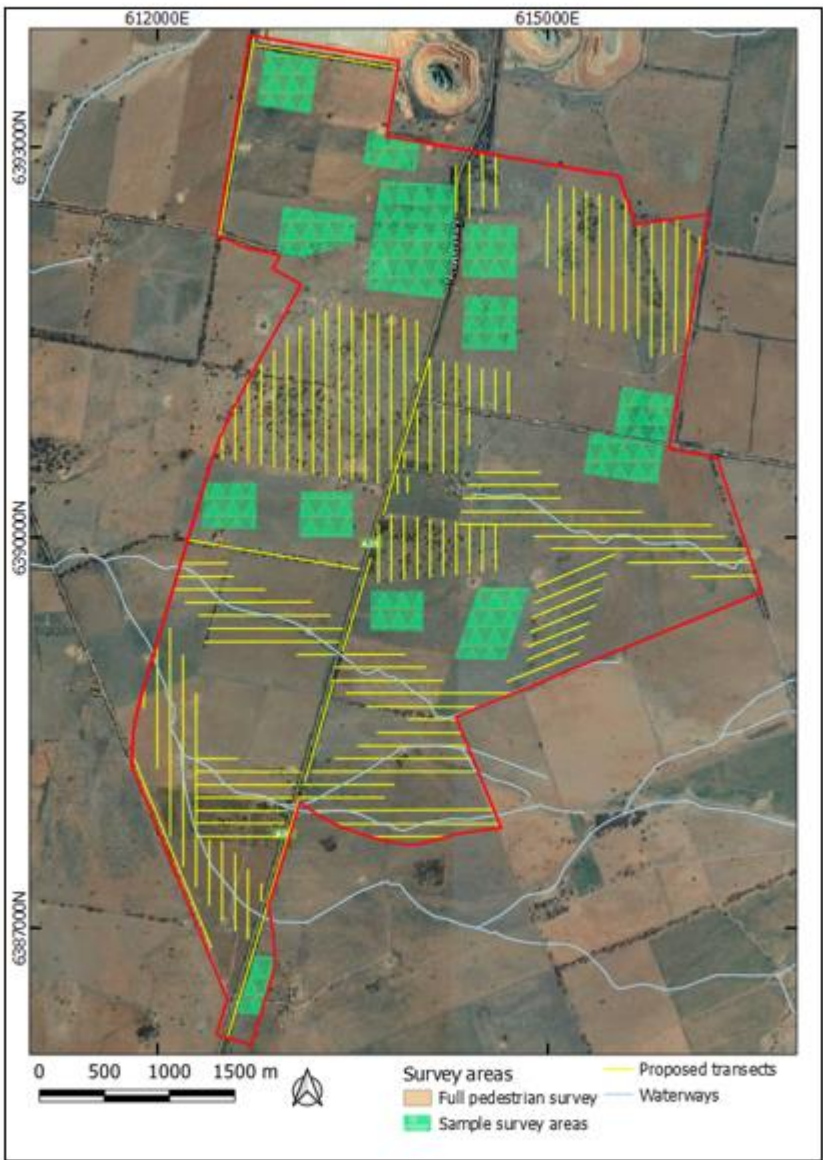 612000E
615000E
6393000N
6390000N
6387000N
0 500 1000 1500 m
Survey areas
Full pedestrian survey
Sample survey areas
Proposed transects
Waterways